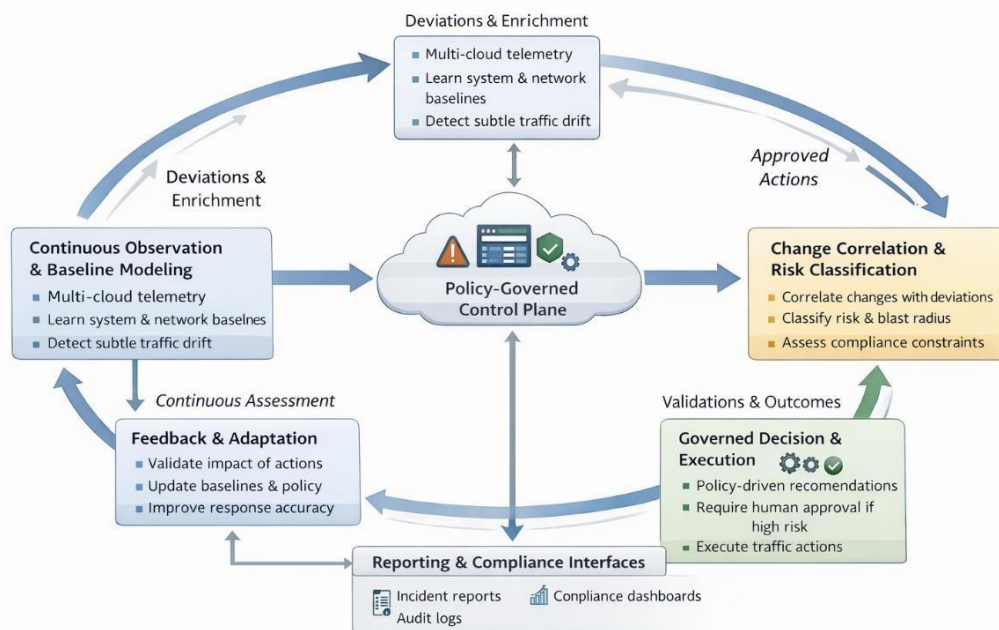 Deviations & Enrichment
Multi-cloud telemetry
Learn system & network
baselines
Detect subtle traffic drift
Deviations &
Enrichment
Approved
Actions
Continuous Observation
& Baseline Modeling
Multi-cloud telemetry
Learn system & network baselnes
Detect subtle traffic drift
Policy-Governed
Control Plane
Change Correlation &
Risk Classification
Correlate changes with deviations
Classify risk & blast radius
Assess compliance constraints
Continuous Assessment
Feedback & Adaptation
Validate impact of actions
Update baselines & policy
Improve response accuracy
Validations & Outcomes
Governed Decision &
Execution
Policy-driven recomendations
Require human approval if
high risk
Execute traffic actions
Reporting & Compliance Interfaces
Incident reports
Audit logs
Conpliance dashboards